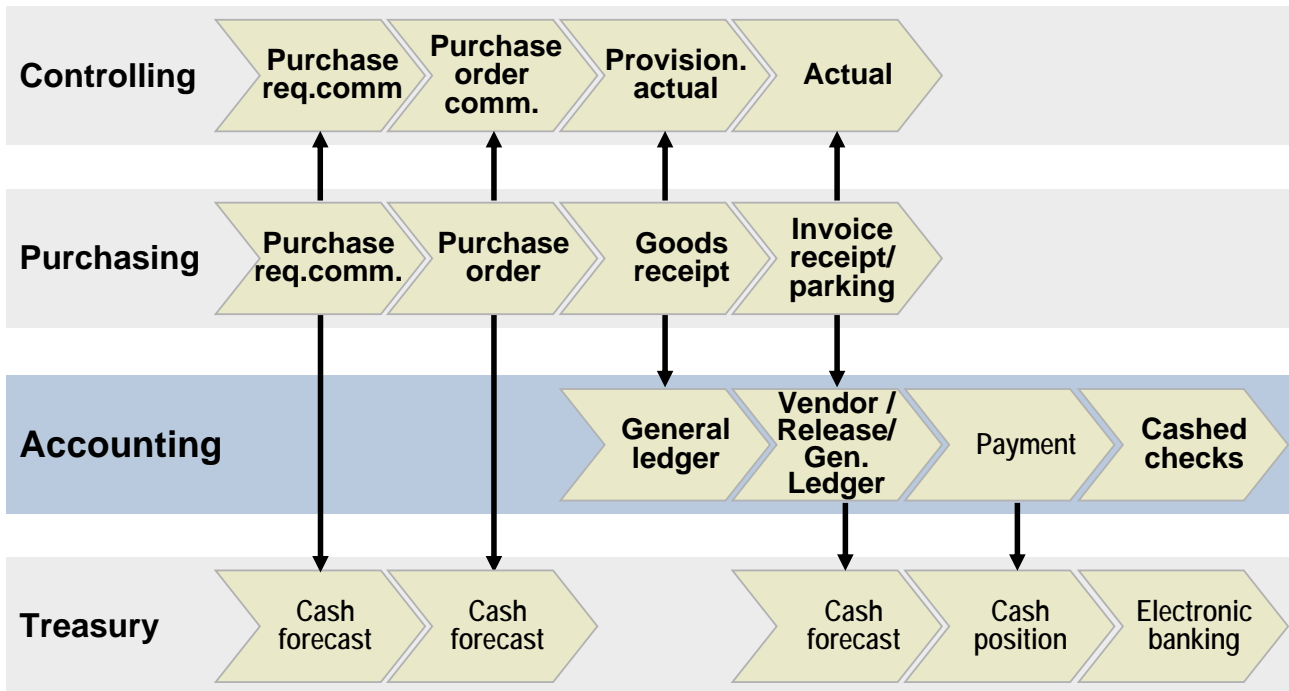 Controlling
Purchase
req.comm
Purchase
order
comm.
Provision.
actual
Actual
Purchasing
Purchase
req.comm.
Purchase
order
Goods
receipt
Invoice
receipt/
parking
Accounting
General
ledger
Vendor /
Release/
Gen.
Ledger
Payment
Cashed
checks
Treasury
Cash
forecast
Cash
forecast
Cash
forecast
Cash
position
Electronic
banking